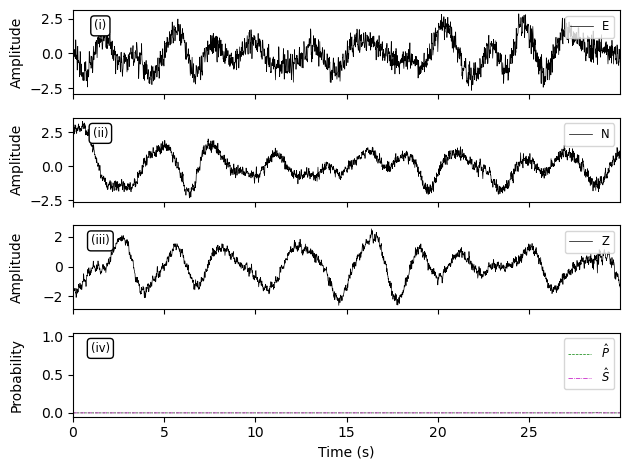 Amplitude
2.5
0.0
−2.5
(i)
E
Amplitude
2.5
0.0
−2.5
(ii)
N
Amplitude
2
0
−2
(iii)
Z
Probability
1.0
0.5
0.0
(iv)
P̂
Ŝ
0 5 10 15 20 25
Time (s)